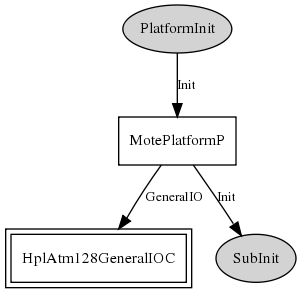 PlatformInit
Init
MotePlatformP
GeneralIO
Init
HplAtm128GeneralIOC
SubInit